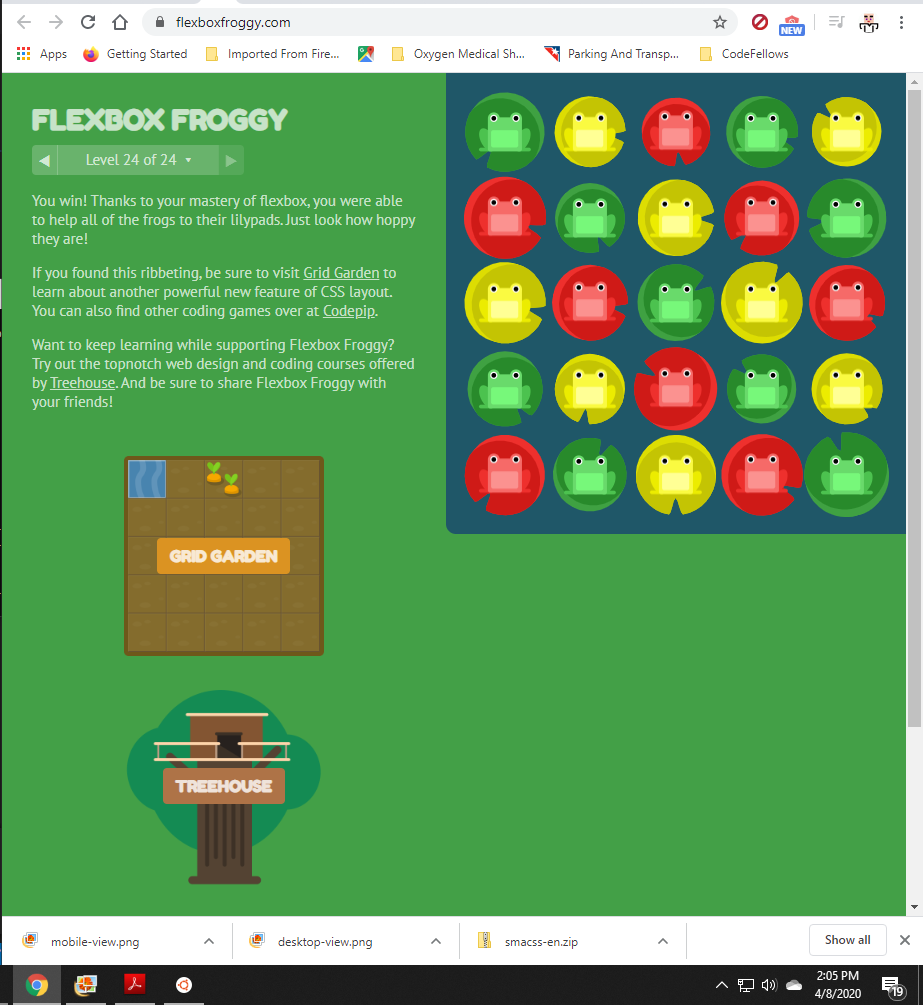 flexboxfroggy.com
NEW
Apps
Getting Started
Imported From Fire...
Oxygen Medical Sh...
Parking And Transp...
CodeFellows
FLEXBOX FROGGY
Level 24 of 24
You win! Thanks to your mastery of flexbox, you were able
to help all of the frogs to their lilypads. Just look how hoppy
they are!
If you found this ribbeting, be sure to visit Grid Garden to
learn about another powerful new feature of CSS layout.
You can also find other coding games over at Codepip.
Want to keep learning while supporting Flexbox Froggy?
Try out the topnotch web design and coding courses offered
by Treehouse. And be sure to share Flexbox Froggy with
your friends!
GRID GARDEN
TREEHOUSE
mobile-view.png
desktop-view.png
smacss-en.zip
Show all
2:05 PM
4/8/2020
19